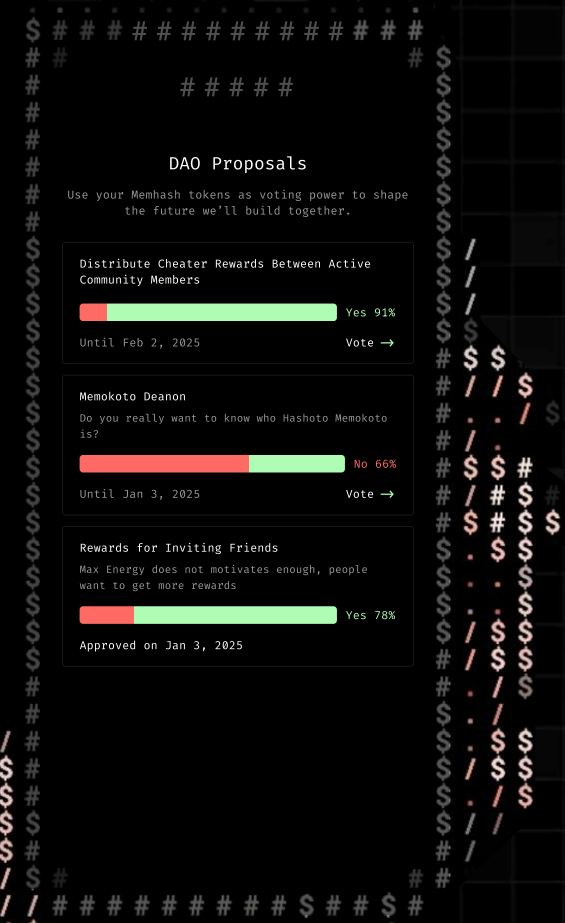 DAO Proposals
Use your Memhash tokens as voting power to shape
the future we’ll build together.
Distribute Cheater Rewards Between Active
Community Members
Yes 91%
Until Feb 2, 2025
Vote →
Memokoto Deanon
Do you really want to know who Hashoto Memokoto
is?
No 66%
Until Jan 3, 2025
Vote →
Rewards for Inviting Friends
Max Energy does not motivates enough, people
want to get more rewards
Yes 78%
Approved on Jan 3, 2025